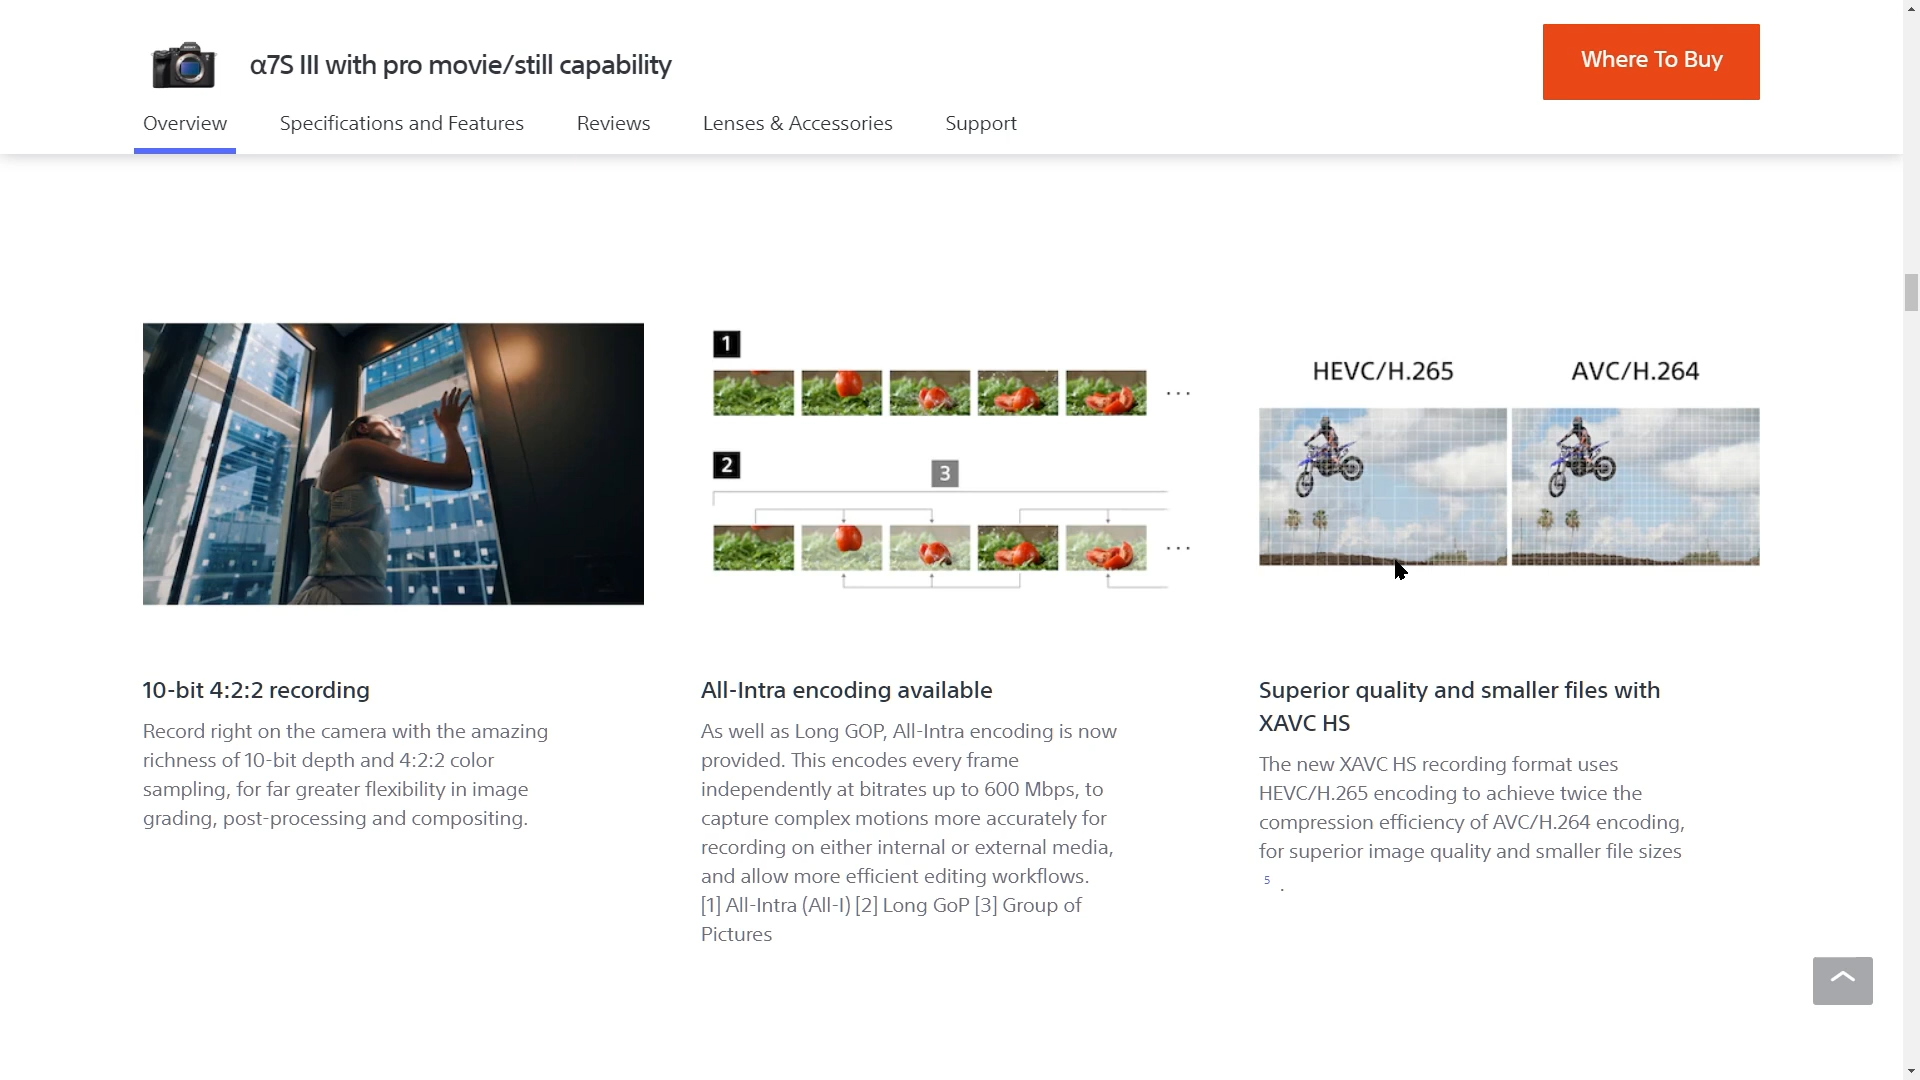 α7S III with pro movie/still capability
Where To Buy
Overview
Specifications and Features
Reviews
Lenses & Accessories
Support
1
2
3
HEVC/H.265
AVC/H.264
10-bit 4:2:2 recording
Record right on the camera with the amazing
richness of 10-bit depth and 4:2:2 color
sampling, for far greater flexibility in image
grading, post-processing and compositing.
All-Intra encoding available
As well as Long GOP, All-Intra encoding is now
provided. This encodes every frame
independently at bitrates up to 600 Mbps, to
capture complex motions more accurately for
recording on either internal or external media,
and allow more efficient editing workflows.
[1] All-Intra (All-I) [2] Long GoP [3] Group of
Pictures
Superior quality and smaller files with
XAVC HS
The new XAVC HS recording format uses
HEVC/H.265 encoding to achieve twice the
compression efficiency of AVC/H.264 encoding,
for superior image quality and smaller file sizes
5 .